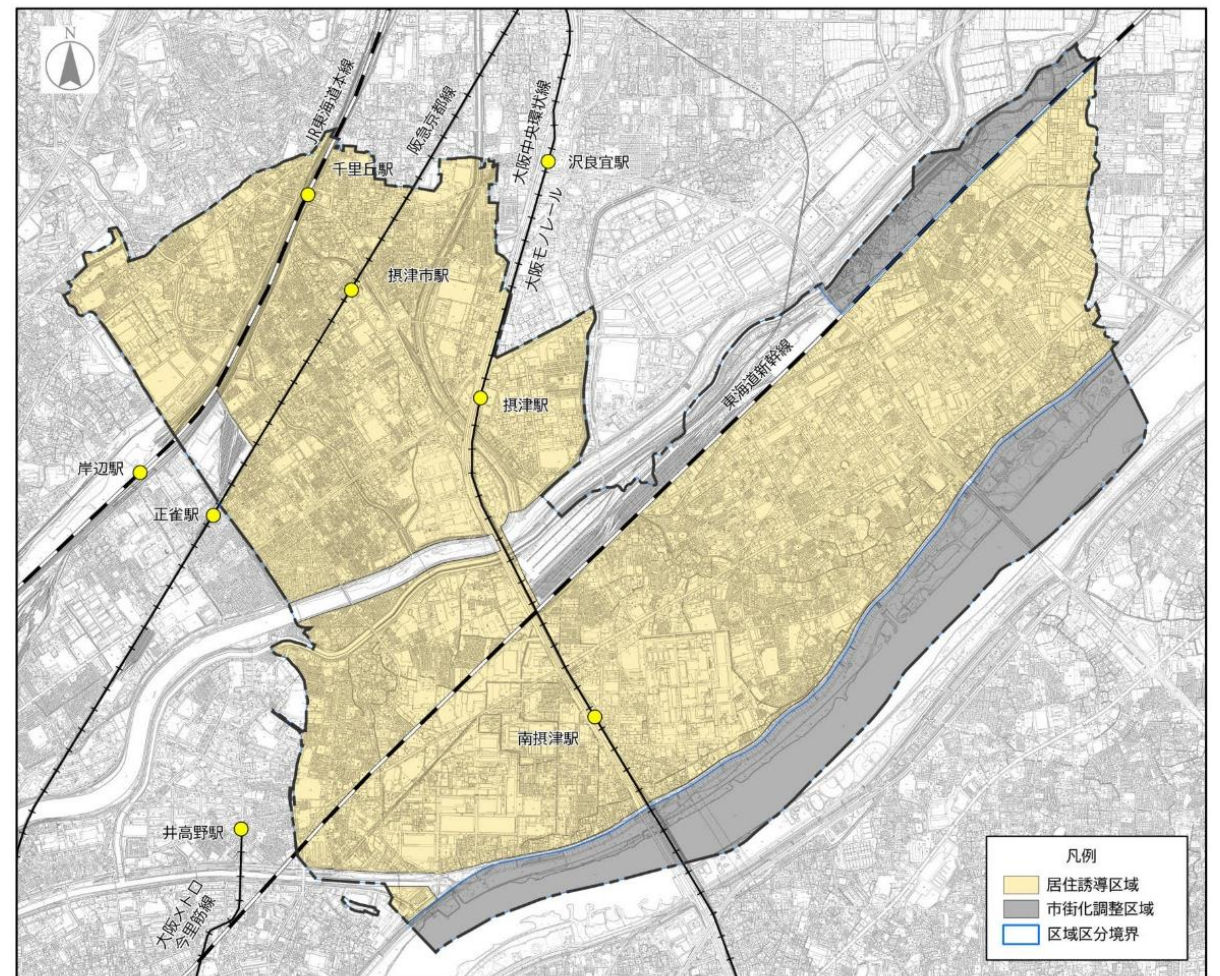 N
JR東海道本線
阪急京都線
大阪中央環状線
沢良宜駅
千里丘駅
大阪モノレール
摂津市駅
東海道新幹線
摂津駅
岸辺駅
正雀駅
南摂津駅
井高野駅
大阪メトロ
今里筋線
凡例
居住誘導区域
市街化調整区域
区域区分境界